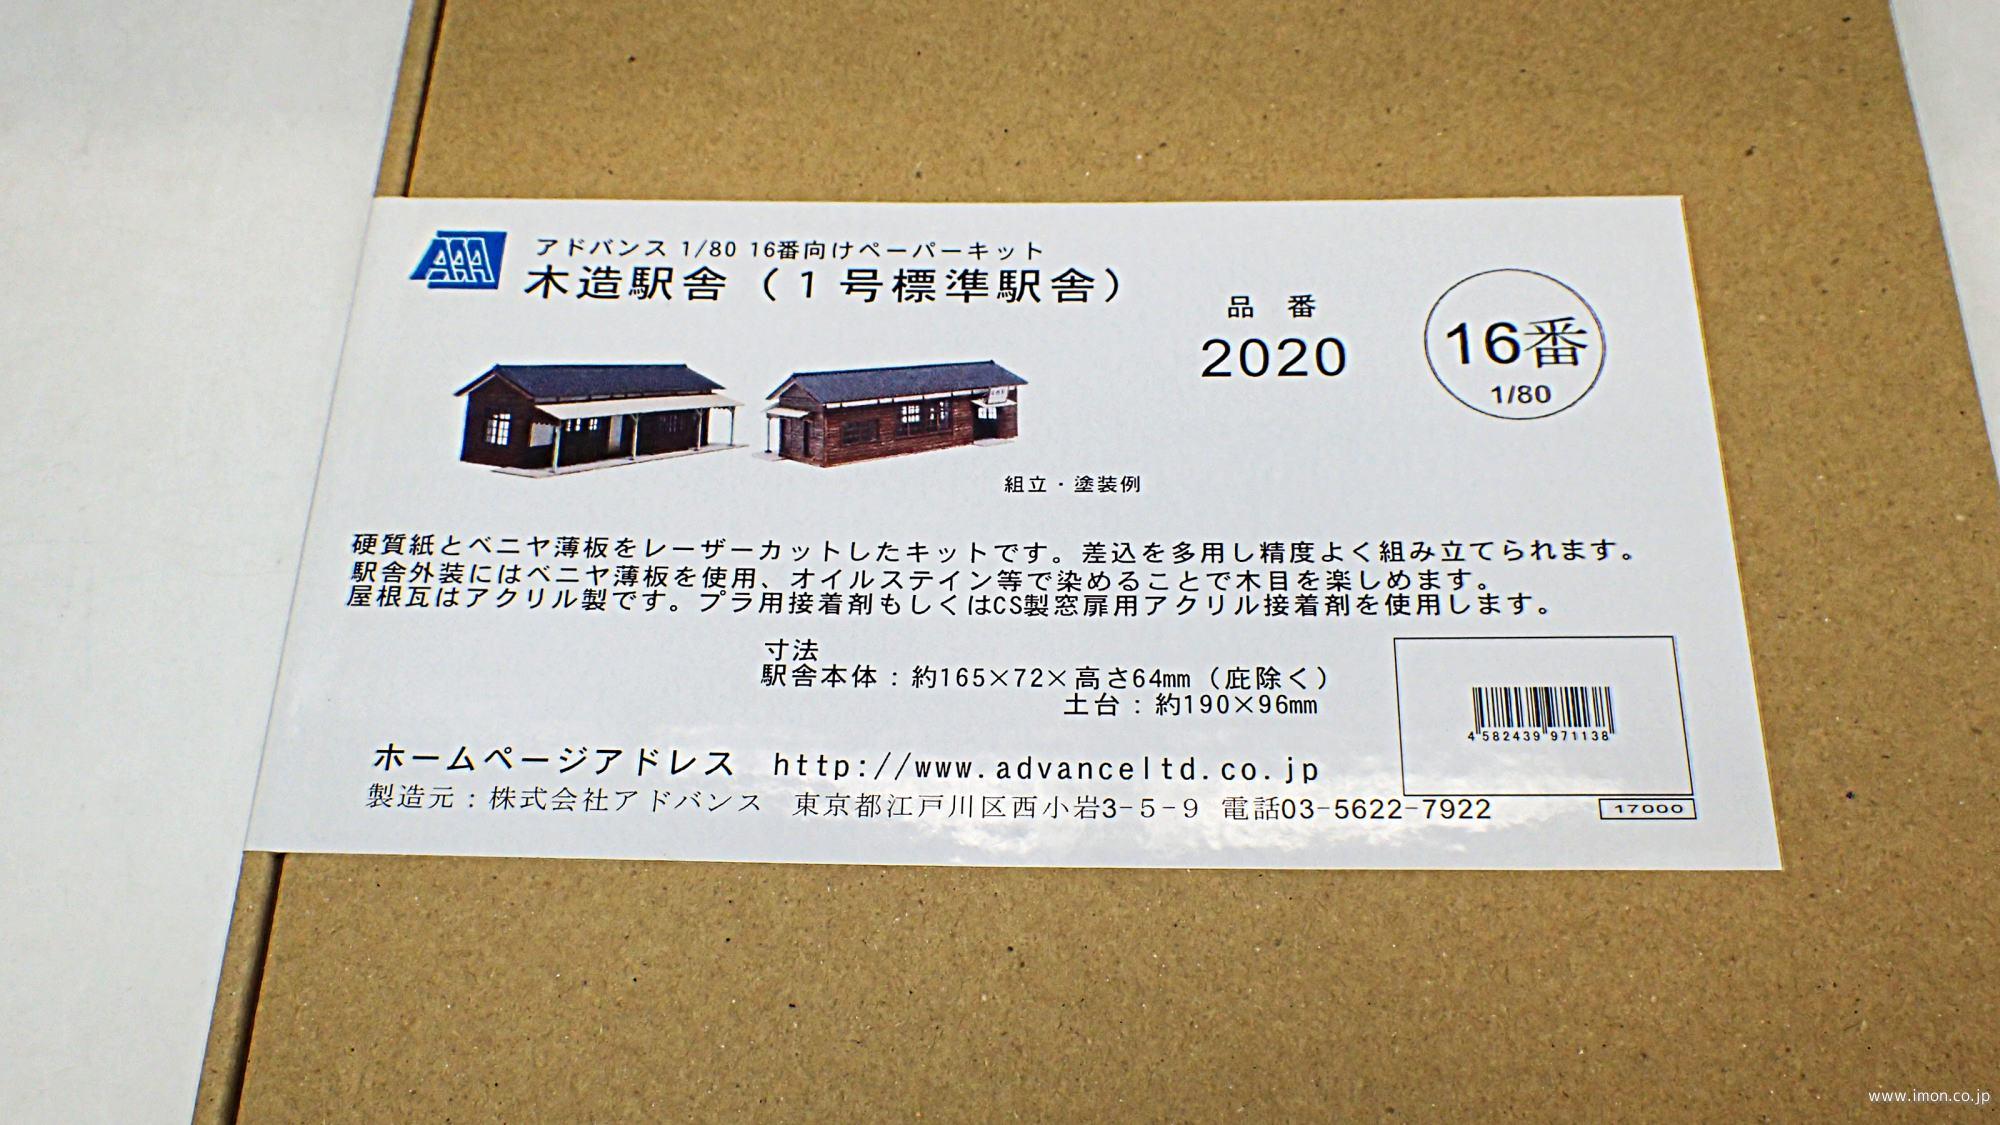 AAA
アドバンス 1/80 16番向けペーパーキット
木造駅舎（１号標準駅舎）
品 番
2020
16番
1/80
組立・塗装例
硬質紙とベニヤ薄板をレーザーカットしたキットです。差込を多用し精度よく組み立てられます。
駅舎外装にはベニヤ薄板を使用、オイルステイン等で染めることで木目を楽しめます。
屋根瓦はアクリル製です。プラ用接着剤もしくはCS製窓扉用アクリル接着剤を使用します。
寸法
駅舎本体：約165×72×高さ64mm（庇除く）
土台：約190×96mm
4 582439 971138
ホームページアドレス http://www.advanceltd.co.jp
製造元：株式会社アドバンス 東京都江戸川区西小岩3-5-9 電話03-5622-7922
17000
www.imon.co.jp